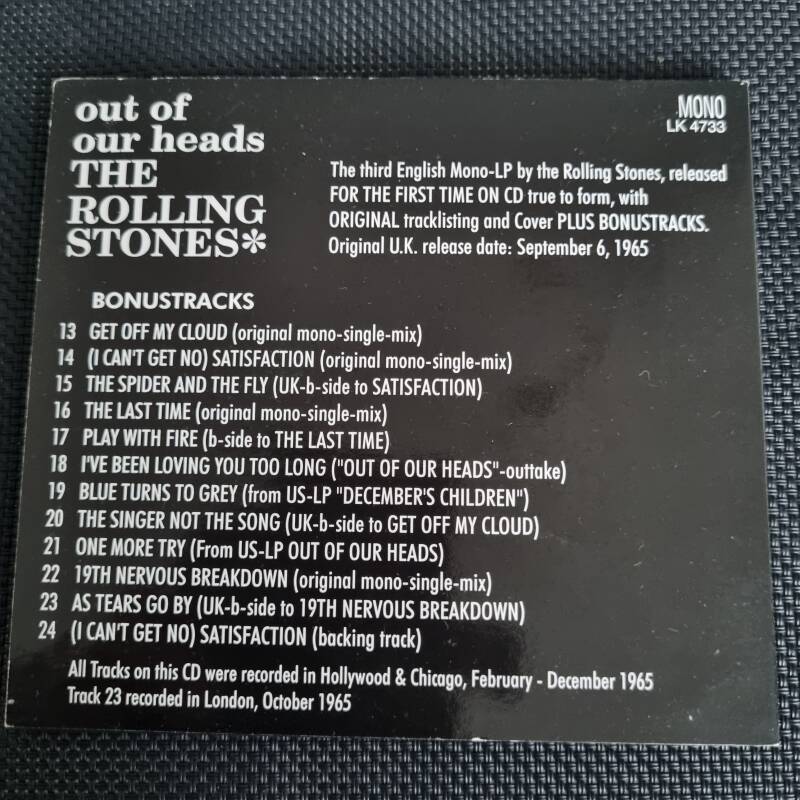 out of
our heads
THE
ROLLING
STONES*
MONO
LK 4733
The third English Mono-LP by the Rolling Stones, released
FOR THE FIRST TIME ON CD true to form, with
ORIGINAL tracklisting and Cover PLUS BONUSTRACKS.
Original U.K. release date: September 6, 1965
BONUSTRACKS
13 GET OFF MY CLOUD (original mono-single-mix)
14 (I CAN'T GET NO) SATISFACTION (original mono-single-mix)
15 THE SPIDER AND THE FLY (UK-b-side to SATISFACTION)
16 THE LAST TIME (original mono-single-mix)
17 PLAY WITH FIRE (b-side to THE LAST TIME)
18 I'VE BEEN LOVING YOU TOO LONG ("OUT OF OUR HEADS"-outtake)
19 BLUE TURNS TO GREY (from US-LP "DECEMBER'S CHILDREN")
20 THE SINGER NOT THE SONG (UK-b-side to GET OFF MY CLOUD)
21 ONE MORE TRY (From US-LP OUT OF OUR HEADS)
22 19TH NERVOUS BREAKDOWN (original mono-single-mix)
23 AS TEARS GO BY (UK-b-side to 19TH NERVOUS BREAKDOWN)
24 (I CAN'T GET NO) SATISFACTION (backing track)
All Tracks on this CD were recorded in Hollywood & Chicago, February - December 1965
Track 23 recorded in London, October 1965